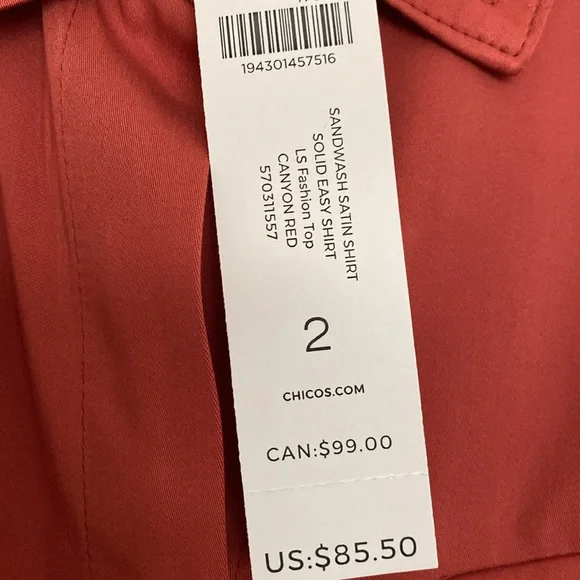 194301457516
SANDWASH SATIN SHIRT
SOLID EASY SHIRT
LS Fashion Top
CANYON RED
570311557
2
CHICOS.COM
CAN:$99.00
US:$85.50